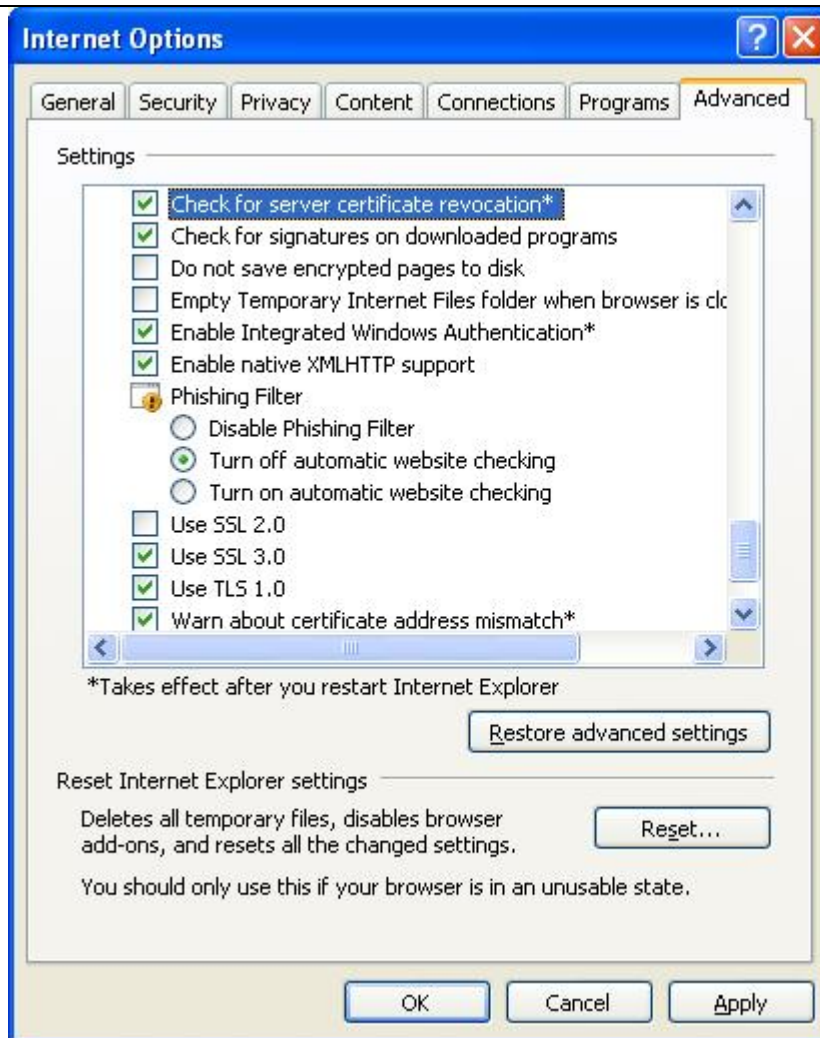 Internet Options
General Security Privacy Content Connections Programs Advanced
Settings
Check for server certificate revocation*
Check for signatures on downloaded programs
Do not save encrypted pages to disk
Empty Temporary Internet Files folder when browser is clo
Enable Integrated Windows Authentication*
Enable native XMLHTTP support
Phishing Filter
Disable Phishing Filter
Turn off automatic website checking
Turn on automatic website checking
Use SSL 2.0
Use SSL 3.0
Use TLS 1.0
Warn about certificate address mismatch*
*Takes effect after you restart Internet Explorer
Restore advanced settings
Reset Internet Explorer settings
Deletes all temporary files, disables browser
add-ons, and resets all the changed settings.
Reset...
You should only use this if your browser is in an unusable state.
OK Cancel Apply